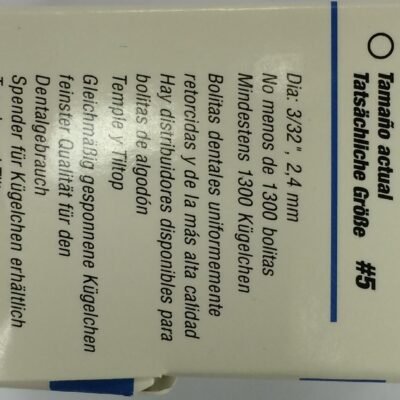 Tamaño actual
Tatsächliche Größe #5
Dia: 3/32", 2,4 mm
No menos de 1300 bolitas
Mindestens 1300 Kügelchen
Bolitas dentales uniformemente
retorcidas y de la más alta calidad
Hay distribuidores disponibles para
bolitas de algodón
Temple y Tiltop
Gleichmäßig gesponnene Kügelchen
feinster Qualität für den
Dentalgebrauch
Spender für Kügelchen erhältlich